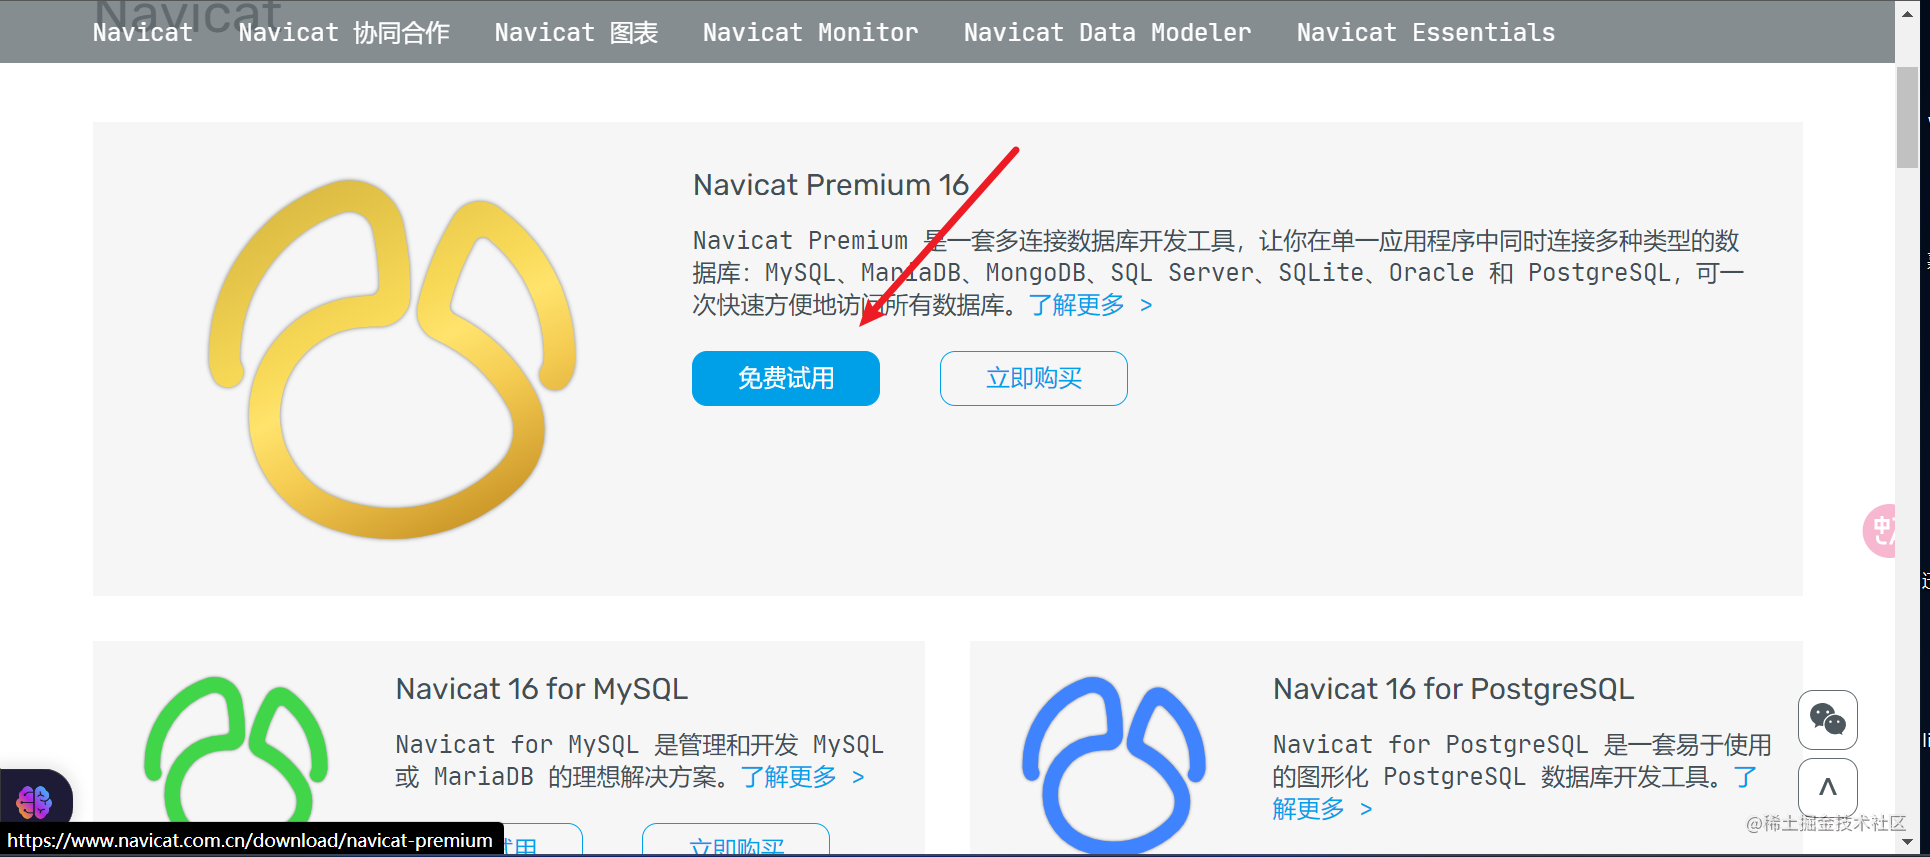 Navicat
Navicat Navicat 协同合作 Navicat 图表 Navicat Monitor Navicat Data Modeler Navicat Essentials
Navicat Premium 16
Navicat Premium 是一套多连接数据库开发工具，让你在单一应用程序中同时连接多种类型的数
据库：MySQL、MariaDB、MongoDB、SQL Server、SQLite、Oracle 和 PostgreSQL，可一
次快速方便地访问所有数据库。了解更多 >
免费试用 立即购买
Navicat 16 for MySQL
Navicat for MySQL 是管理和开发 MySQL
或 MariaDB 的理想解决方案。了解更多 >
试用 立即购买
Navicat 16 for PostgreSQL
Navicat for PostgreSQL 是一套易于使用
的图形化 PostgreSQL 数据库开发工具。了
解更多 >
中
@稀土掘金技术社区
https://www.navicat.com.cn/download/navicat-premium